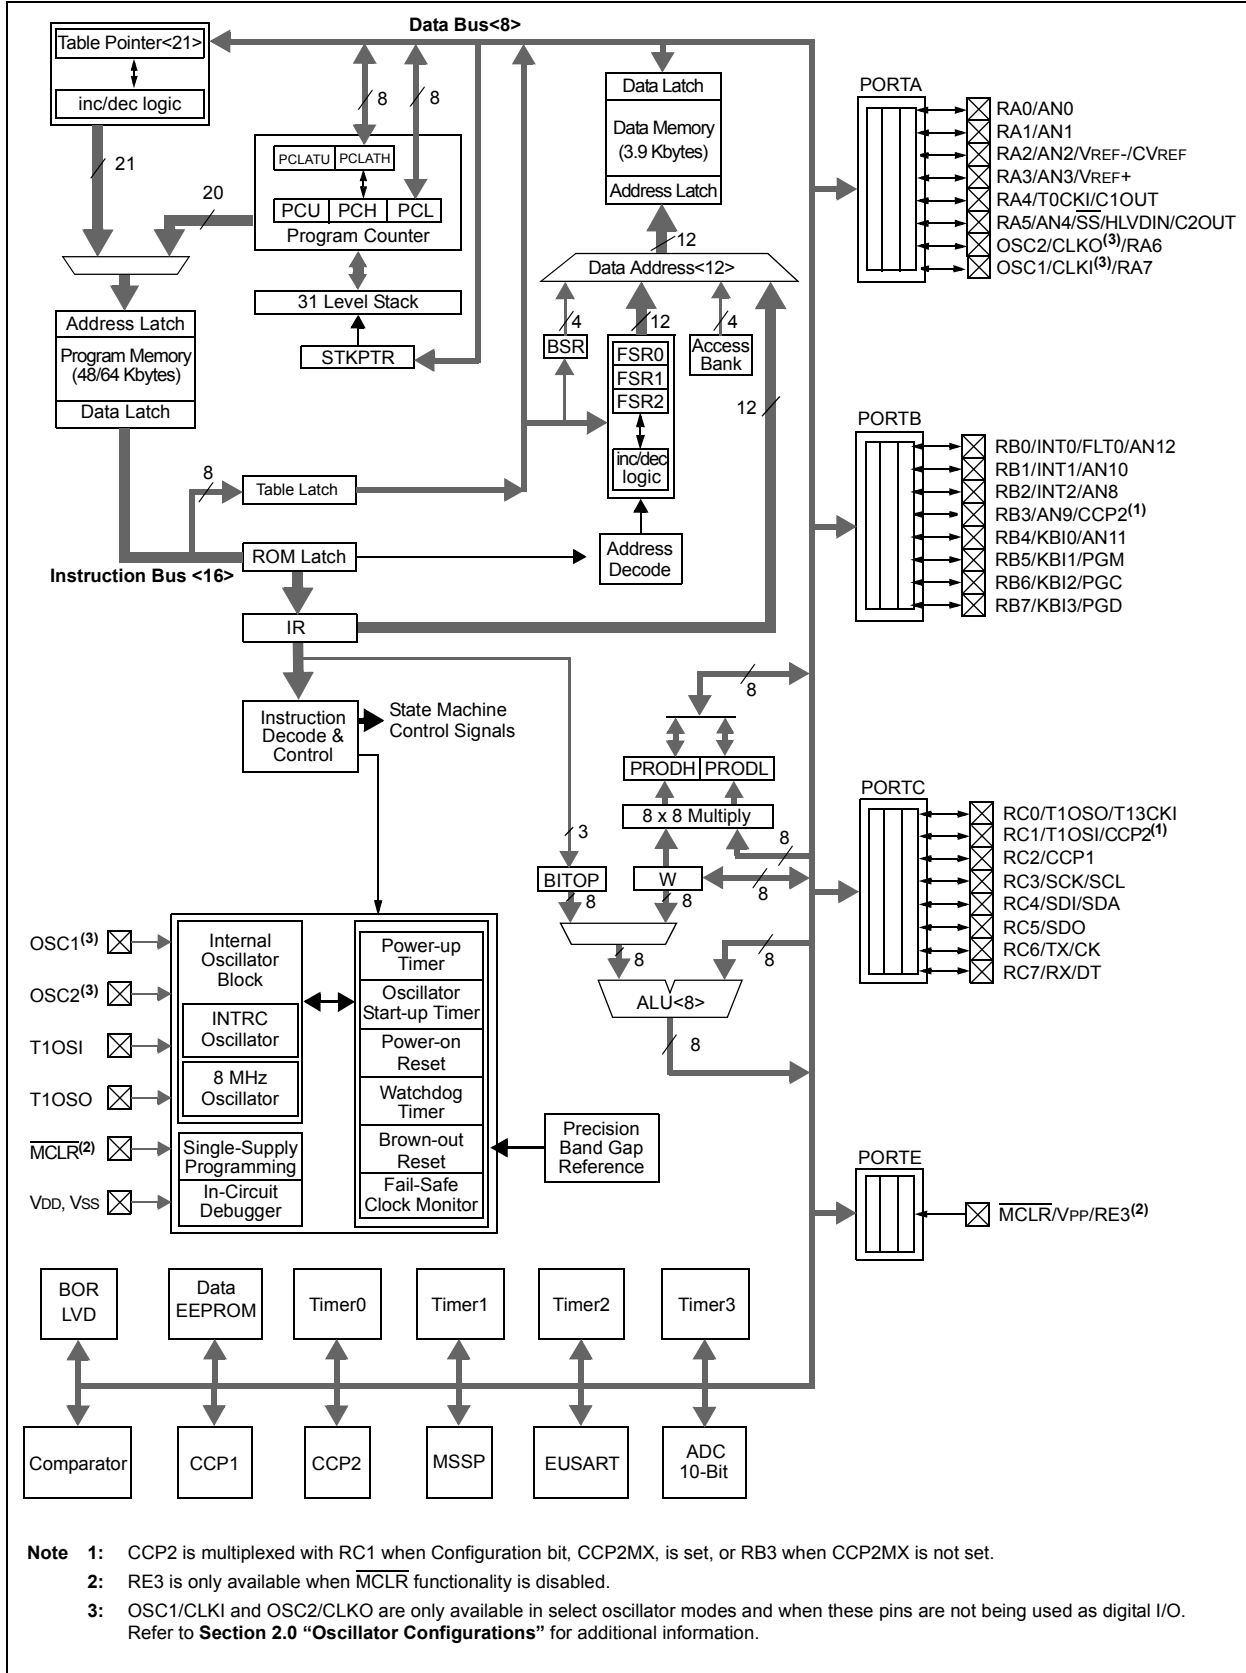 Data Bus<8>
Table Pointer<21>
inc/dec logic
21
20
8
8
PCLATU PCLATH
PCU PCH PCL
Program Counter
31 Level Stack
STKPTR
Data Latch
Data Memory
(3.9 Kbytes)
Address Latch
12
Data Address<12>
4
12
4
BSR
FSR0
FSR1
FSR2
inc/dec
logic
Access
Bank
12
Address Latch
Program Memory
(48/64 Kbytes)
Data Latch
8
Table Latch
ROM Latch
Instruction Bus <16>
Address
Decode
IR
Instruction
Decode &
Control
State Machine
Control Signals
8
PRODH PRODL
8 x 8 Multiply
3
8
BITOP
W
8
8
8
8
8
ALU<8>
8
PORTA
RA0/AN0
RA1/AN1
RA2/AN2/VREF-/CVREF
RA3/AN3/VREF+
RA4/T0CKI/C1OUT
RA5/AN4/SS/HLVDIN/C2OUT
OSC2/CLKO(3)/RA6
OSC1/CLKI(3)/RA7
PORTB
RB0/INT0/FLT0/AN12
RB1/INT1/AN10
RB2/INT2/AN8
RB3/AN9/CCP2(1)
RB4/KBI0/AN11
RB5/KBI1/PGM
RB6/KBI2/PGC
RB7/KBI3/PGD
PORTC
RC0/T1OSO/T13CKI
RC1/T1OSI/CCP2(1)
RC2/CCP1
RC3/SCK/SCL
RC4/SDI/SDA
RC5/SDO
RC6/TX/CK
RC7/RX/DT
PORTE
MCLR/VPP/RE3(2)
OSC1(3)
OSC2(3)
T1OSI
T1OSO
MCLR(2)
VDD, VSS
Internal
Oscillator
Block
INTRC
Oscillator
8 MHz
Oscillator
Single-Supply
Programming
In-Circuit
Debugger
Power-up
Timer
Oscillator
Start-up Timer
Power-on
Reset
Watchdog
Timer
Brown-out
Reset
Fail-Safe
Clock Monitor
Precision
Band Gap
Reference
BOR
LVD
Data
EEPROM
Timer0
Timer1
Timer2
Timer3
Comparator
CCP1
CCP2
MSSP
EUSART
ADC
10-Bit
Note 1: CCP2 is multiplexed with RC1 when Configuration bit, CCP2MX, is set, or RB3 when CCP2MX is not set.
2: RE3 is only available when MCLR functionality is disabled.
3: OSC1/CLKI and OSC2/CLKO are only available in select oscillator modes and when these pins are not being used as digital I/O.
Refer to Section 2.0 “Oscillator Configurations” for additional information.